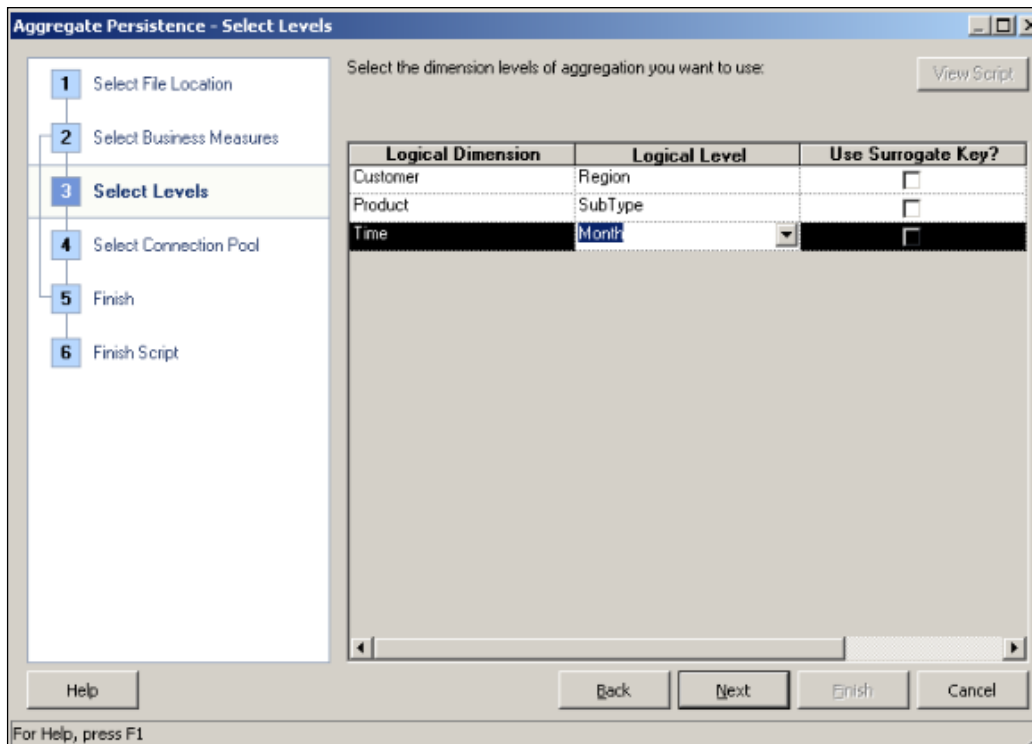 Aggregate Persistence - Select Levels
1 Select File Location
2 Select Business Measures
3 Select Levels
4 Select Connection Pool
5 Finish
6 Finish Script
Select the dimension levels of aggregation you want to use:
View Script
Logical Dimension Logical Level Use Surrogate Key?
Customer Region
Product SubType
Time Month
Help Back Next Finish Cancel
For Help, press F1